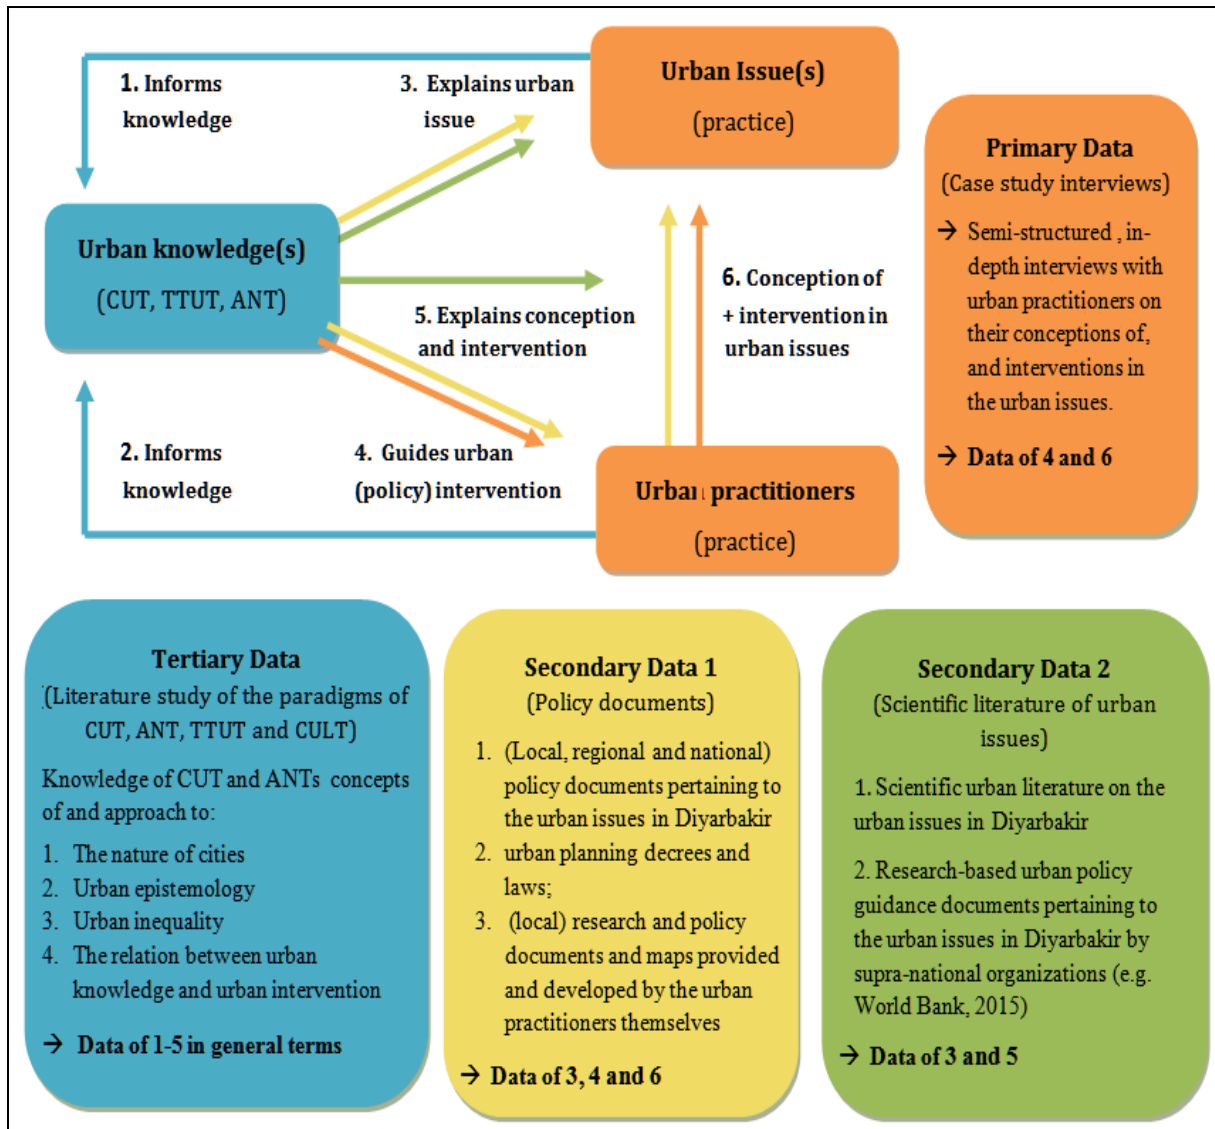 1. Informs
knowledge
3. Explains urban
issue
Urban Issue(s)
(practice)
Urban knowledge(s)
(CUT, TTUT, ANT)
5. Explains conception
and intervention
6. Conception of
+ intervention in
urban issues
2. Informs
knowledge
4. Guides urban
(policy) intervention
Urban practitioners
(practice)
Primary Data
(Case study interviews)
→ Semi-structured , in-
depth interviews with
urban practitioners on
their conceptions of,
and interventions in
the urban issues.
→ Data of 4 and 6
Tertiary Data
(Literature study of the paradigms of
CUT, ANT, TTUT and CULT)
Knowledge of CUT and ANTs concepts
of and approach to:
1. The nature of cities
2. Urban epistemology
3. Urban inequality
4. The relation between urban
knowledge and urban intervention
→ Data of 1-5 in general terms
Secondary Data 1
(Policy documents)
1. (Local, regional and national)
policy documents pertaining to
the urban issues in Diyarbakir
2. urban planning decrees and
laws;
3. (local) research and policy
documents and maps provided
and developed by the urban
practitioners themselves
→ Data of 3, 4 and 6
Secondary Data 2
(Scientific literature of urban
issues)
1. Scientific urban literature on the
urban issues in Diyarbakir
2. Research-based urban policy
guidance documents pertaining to
the urban issues in Diyarbakir by
supra-national organizations (e.g.
World Bank, 2015)
→ Data of 3 and 5